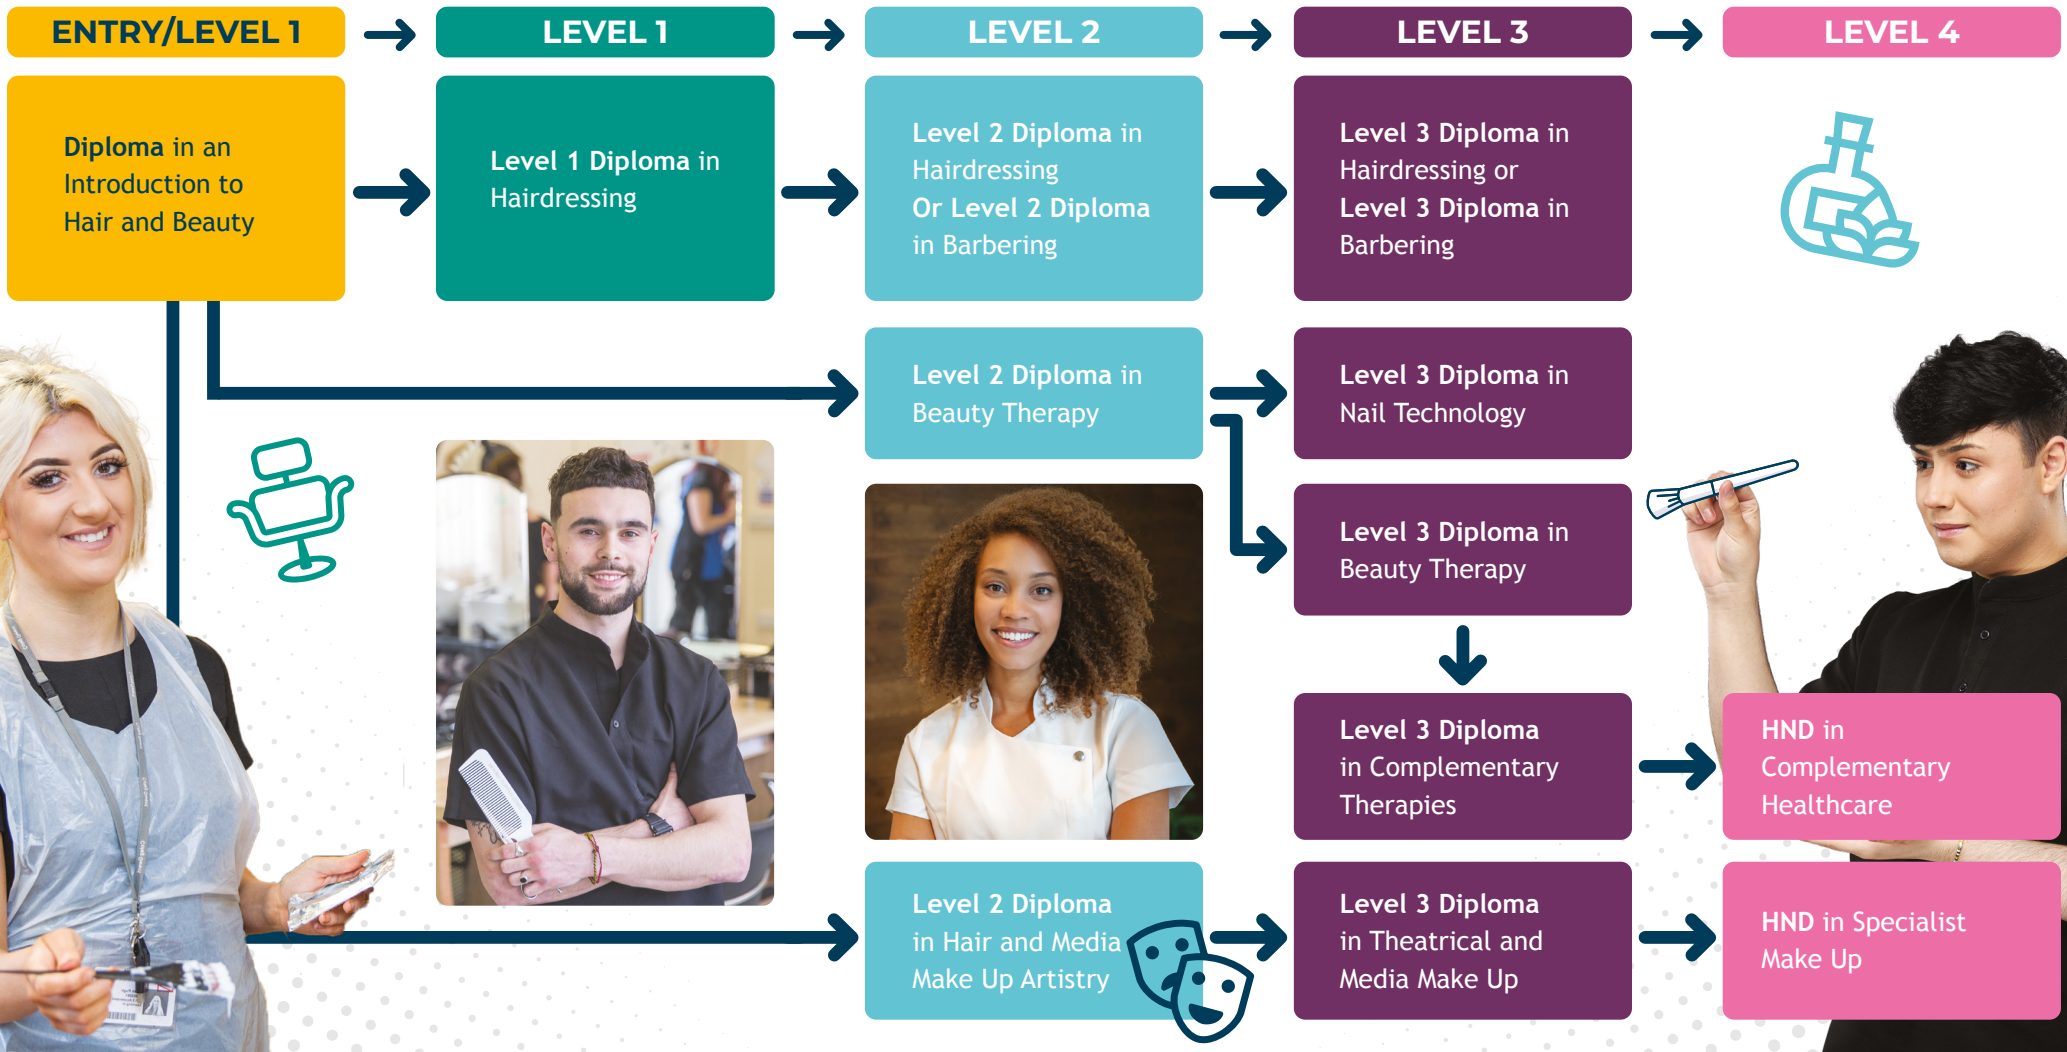 ENTRY/LEVEL 1
LEVEL 1
LEVEL 2
LEVEL 3
LEVEL 4
Diploma in an
Introduction to
Hair and Beauty
Level 1 Diploma in
Hairdressing
Level 2 Diploma in
Hairdressing
Or Level 2 Diploma
in Barbering
Level 3 Diploma in
Hairdressing or
Level 3 Diploma in
Barbering
Level 2 Diploma in
Beauty Therapy
Level 3 Diploma in
Nail Technology
Level 3 Diploma in
Beauty Therapy
Level 3 Diploma
in Complementary
Therapies
HND in
Complementary
Healthcare
Level 2 Diploma
in Hair and Media
Make Up Artistry
Level 3 Diploma
in Theatrical and
Media Make Up
HND in Specialist
Make Up